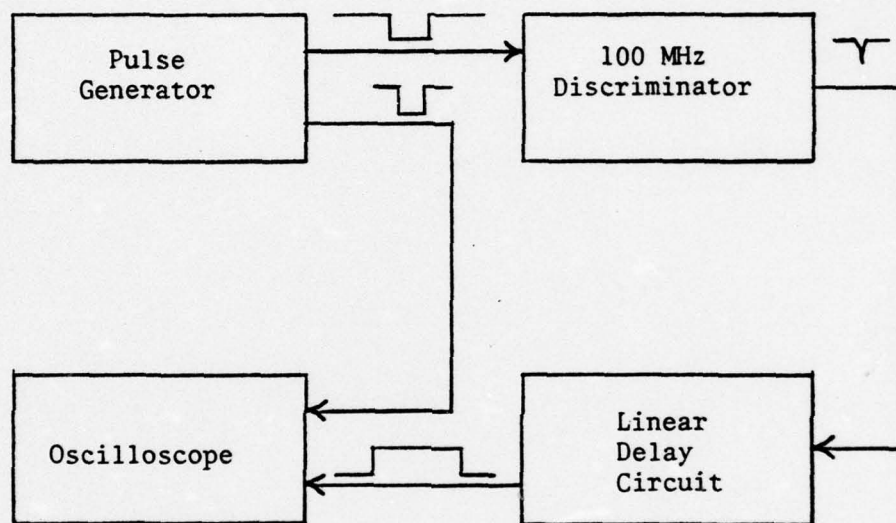 Pulse
Generator
100 MHz
Discriminator
Oscilloscope
Linear
Delay
Circuit